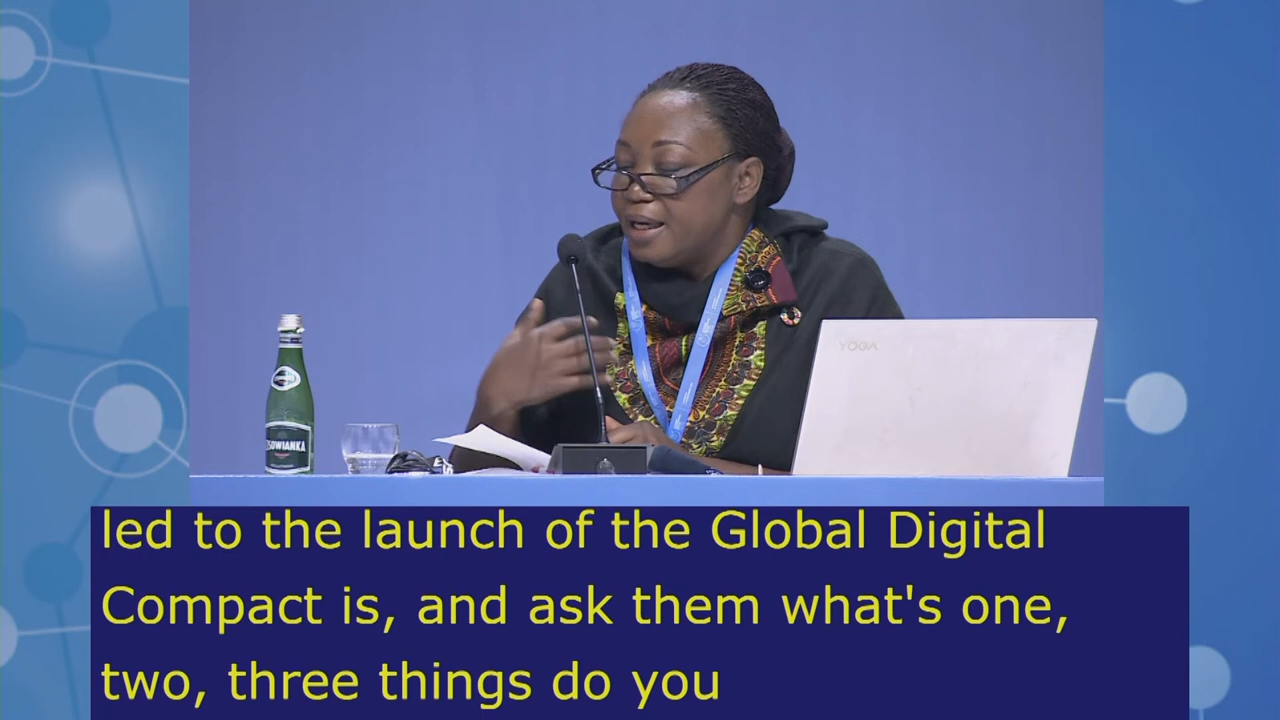 YOGA
led to the launch of the Global Digital
Compact is, and ask them what's one,
two, three things do you